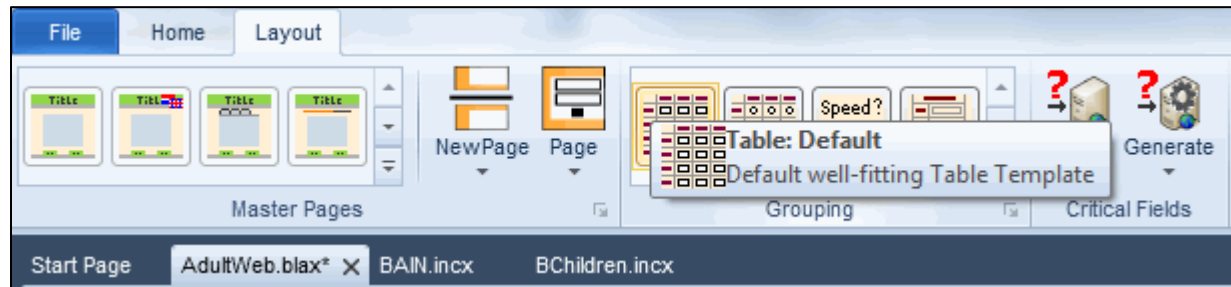 File Home Layout
Title Title Title Title
Speed?
NewPage Page
Table: Default
Default well-fitting Table Template
Generate
Master Pages Grouping Critical Fields
Start Page AdultWeb.blax* BAIN.incx BChildren.incx